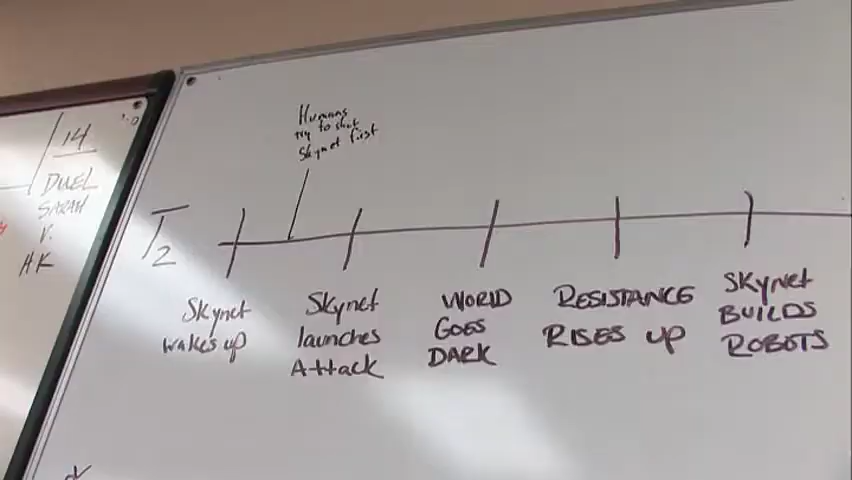 14
DUEL
SARAH
V.
HK
T2
Humans
try to shut
Skynet first
Skynet
wakes up
Skynet
launches
Attack
WORLD
GOES
DARK
RESISTANCE
RISES UP
SKYNET
BUILDS
ROBOTS